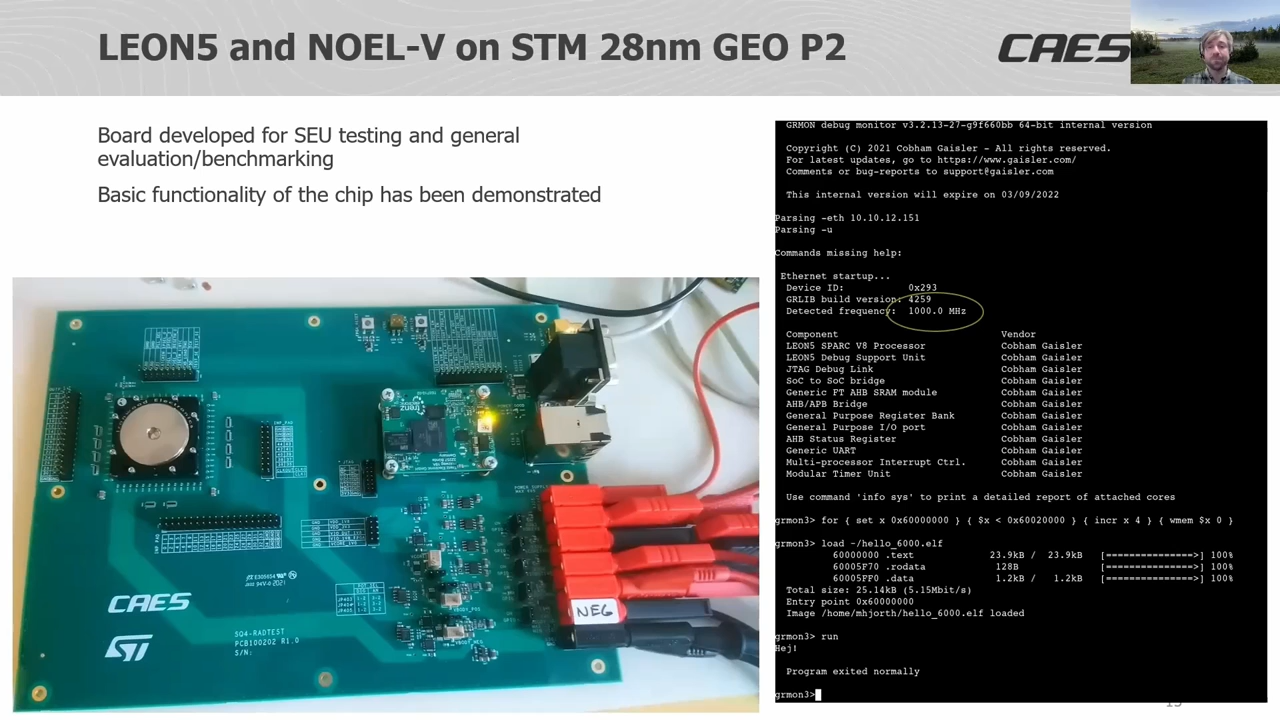 LEON5 and NOEL-V on STM 28nm GEO P2
CAES
Board developed for SEU testing and general
evaluation/benchmarking
Basic functionality of the chip has been demonstrated
GRMON debug monitor v3.2.13-27-g9f660bb 64-bit internal version
Copyright (C) 2021 Cobham Gaisler - All rights reserved.
For latest updates, go to https://www.gaisler.com/
Comments or bug-reports to support@gaisler.com
This internal version will expire on 03/09/2022
Parsing -eth 10.10.12.151
Parsing -u
Commands missing help:
Ethernet startup...
Device ID: 0x293
GRLIB build version: 4259
Detected frequency: 1000.0 MHz
Component Vendor
LEON5 SPARC V8 Processor Cobham Gaisler
LEON5 Debug Support Unit Cobham Gaisler
JTAG Debug Link Cobham Gaisler
SoC to SoC bridge Cobham Gaisler
Generic FT AHB SRAM module Cobham Gaisler
AHB/APB Bridge Cobham Gaisler
General Purpose Register Bank Cobham Gaisler
General Purpose I/O port Cobham Gaisler
AHB Status Register Cobham Gaisler
Generic UART Cobham Gaisler
Multi-processor Interrupt Ctrl. Cobham Gaisler
Modular Timer Unit Cobham Gaisler
Use command 'info sys' to print a detailed report of attached cores
grmon3> for { set x 0x60000000 } { $x < 0x60020000 } { incr x 4 } { wmem $x 0 }
grmon3> load ~/hello_6000.elf
60000000 .text 23.9kB / 23.9kB [===============>] 100%
60005F70 .rodata 128B [===============>] 100%
60005FF0 .data 1.2kB / 1.2kB [===============>] 100%
Total size: 25.14kB (5.15Mbit/s)
Entry point 0x60000000
Image /home/mhjorth/hello_6000.elf loaded
grmon3> run
Hej!
Program exited normally
grmon3>
NEG
CAES
ST
SQ4-RADTEST
PCB100202 R1.0
S/N: